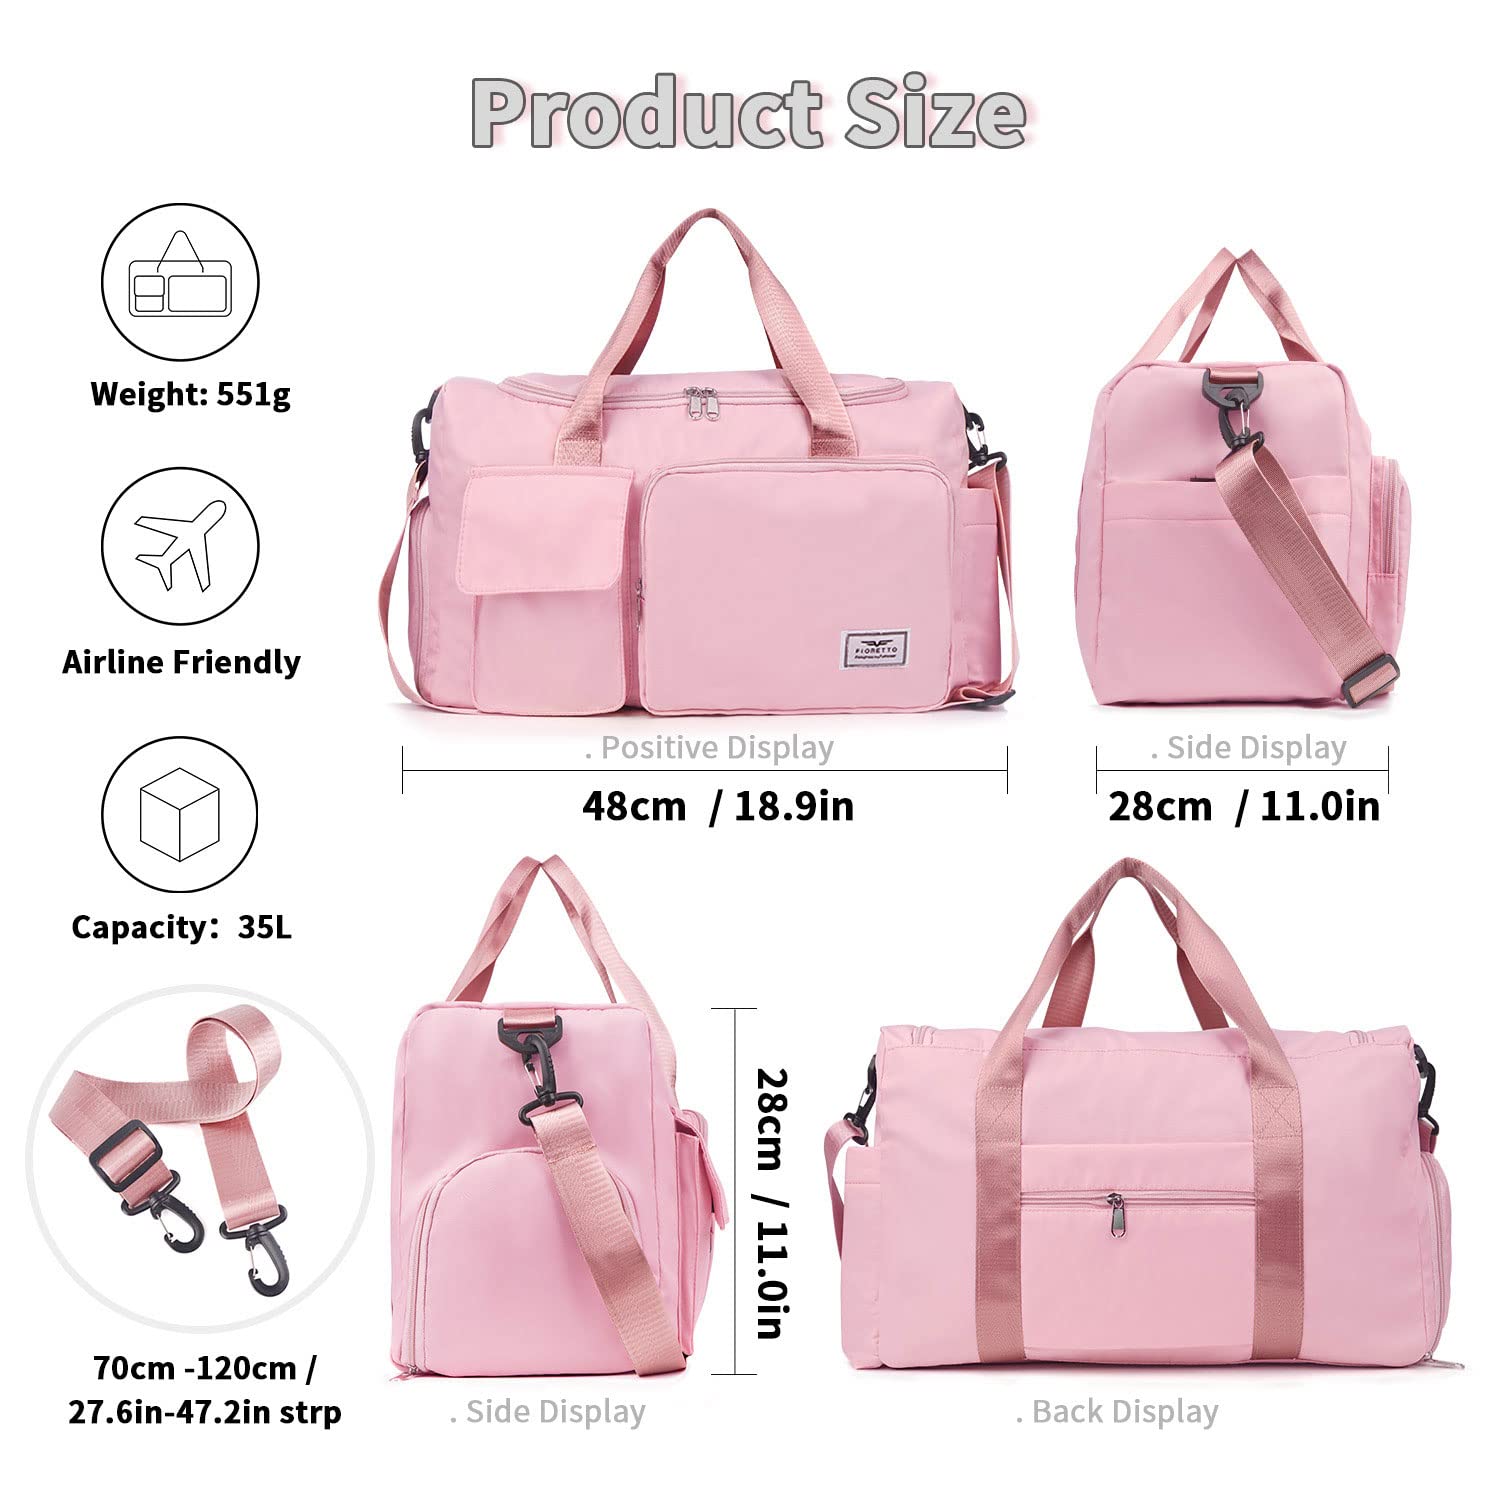 Product Size
Weight: 551g
Airline Friendly
Capacity: 35L
70cm -120cm /
27.6in-47.2in strp
FIORETTO
. Positive Display
48cm / 18.9in
. Side Display
28cm / 11.0in
28cm / 11.0in
. Side Display
. Back Display